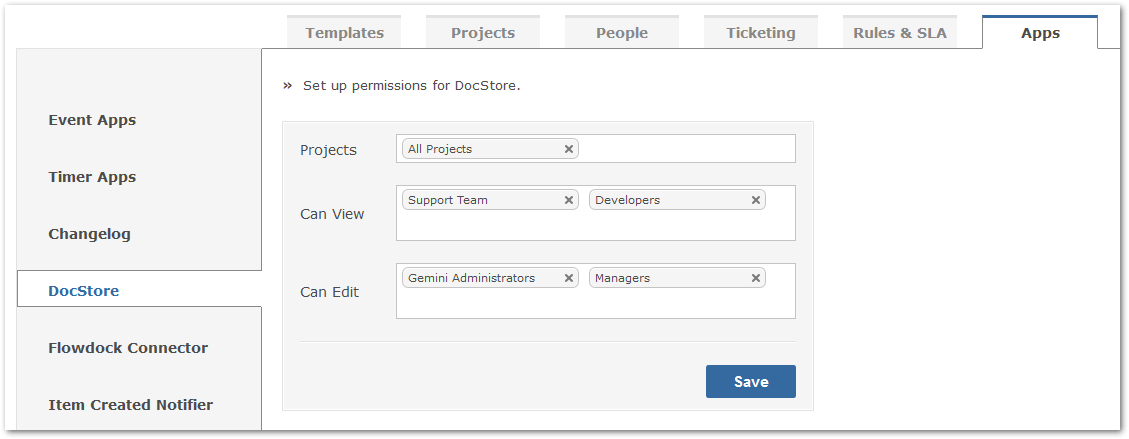 Templates Projects People Ticketing Rules & SLA Apps
» Set up permissions for DocStore.
Event Apps
Timer Apps
Changelog
DocStore
Flowdock Connector
Item Created Notifier
Projects All Projects ×
Can View Support Team × Developers ×
Can Edit Gemini Administrators × Managers ×
Save